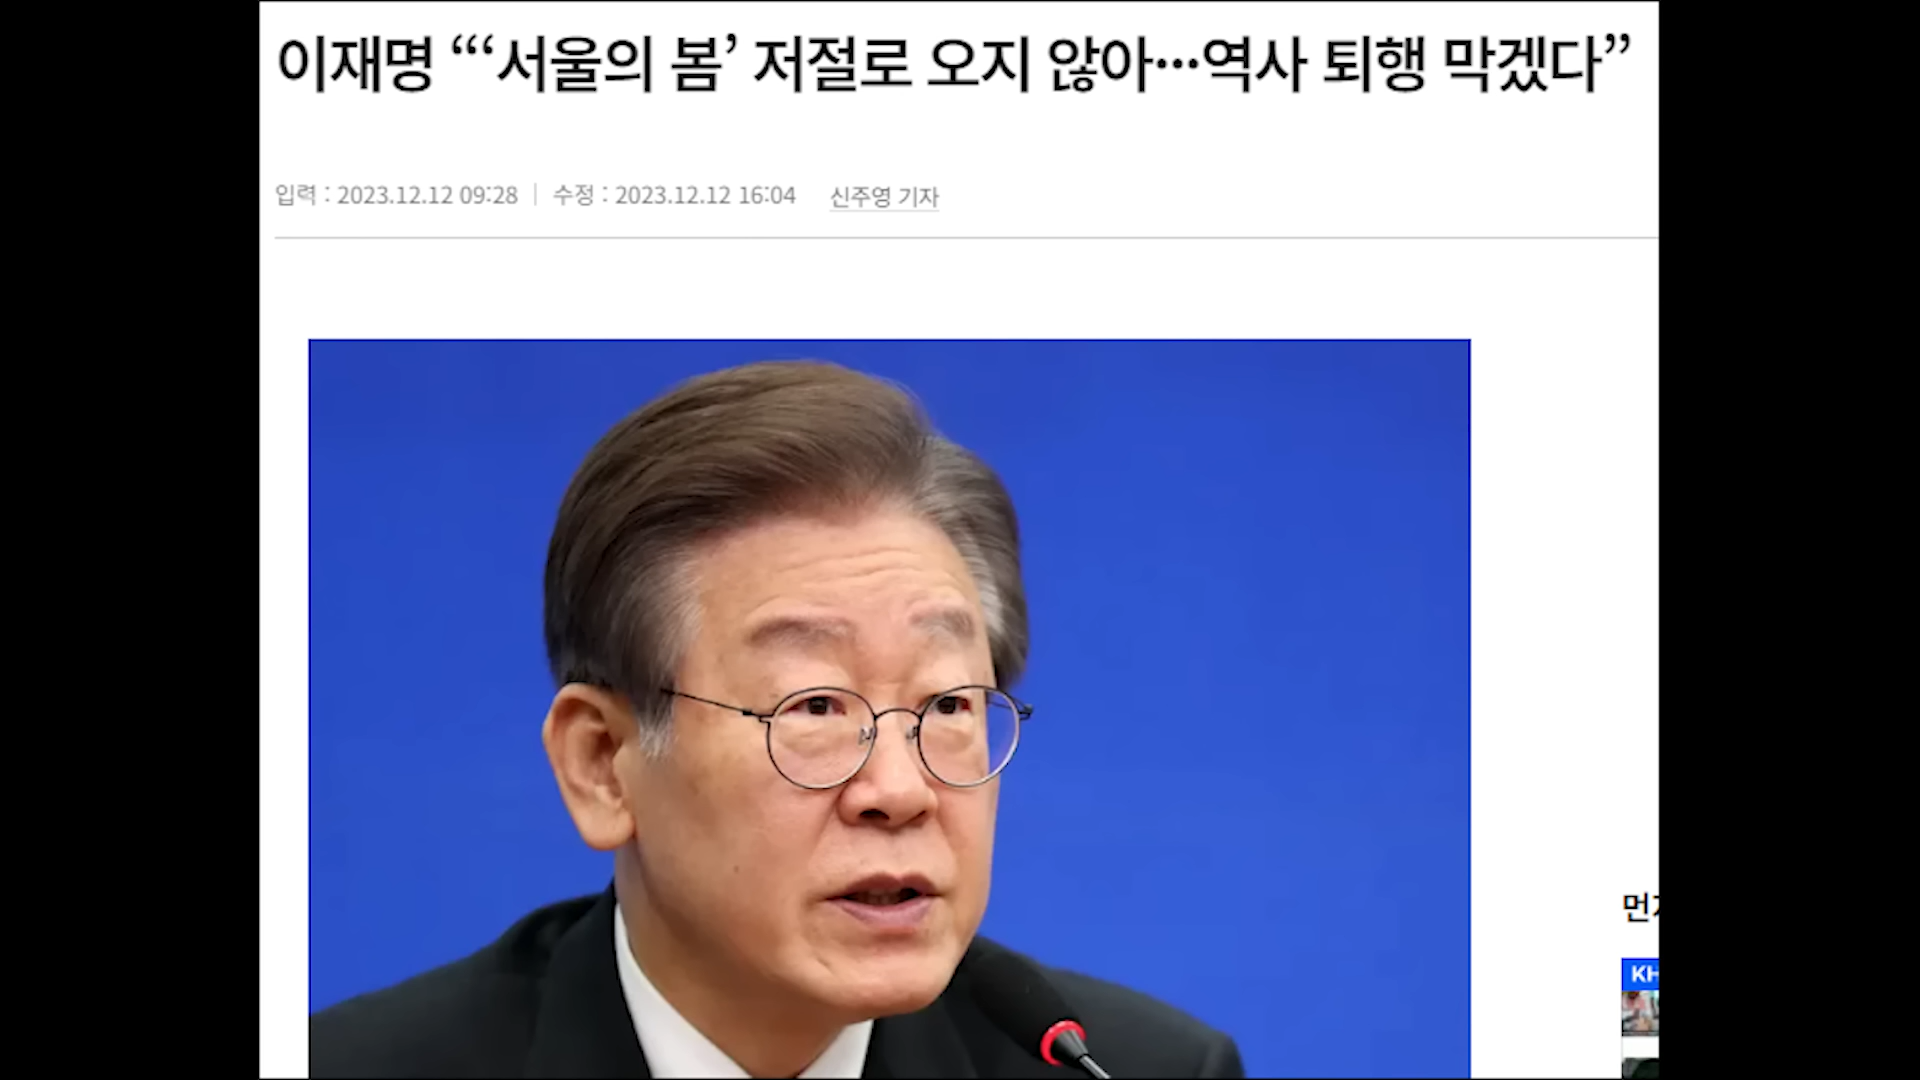 이재명 “‘서울의 봄’ 저절로 오지 않아…역사 퇴행 막겠다”
입력 : 2023.12.12 09:28 | 수정 : 2023.12.12 16:04 신주영 기자